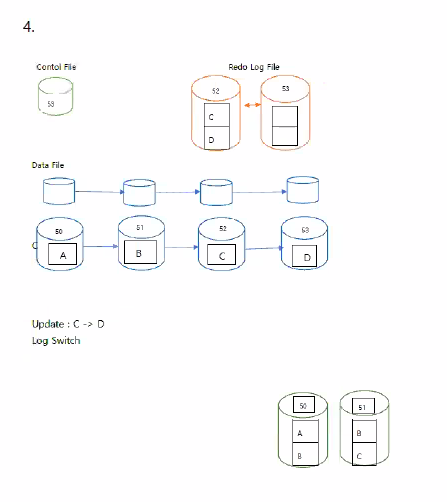 4.
Contol File
Redo Log File
53
52
53
C
D
Data File
50
51
52
53
C
A
B
C
D
Update : C -> D
Log Switch
50
51
A
B
B
C